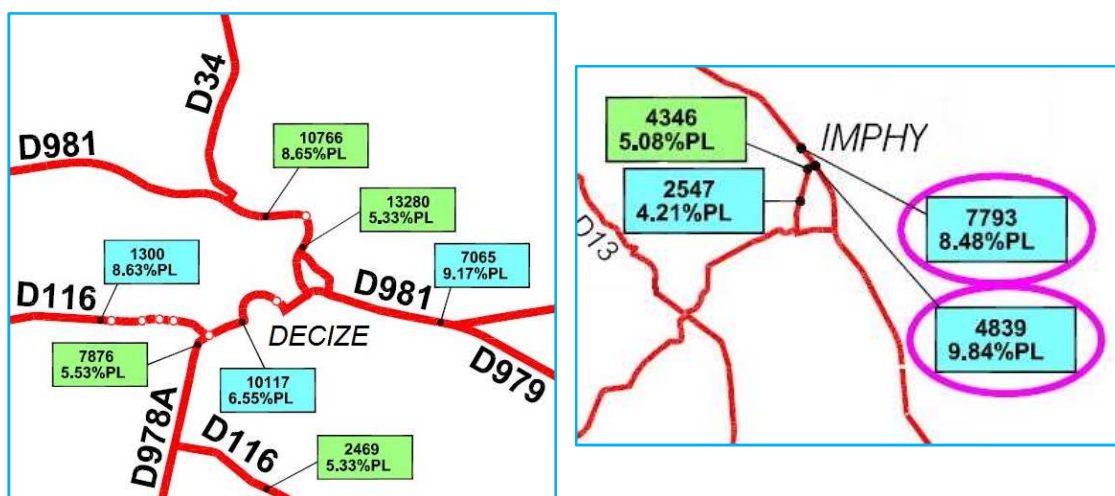 D34
D981
10766
8.65%PL
13280
5.33%PL
1300
8.63%PL
7065
9.17%PL
D116
D981
DECIZE
7876
5.53%PL
10117
6.55%PL
D979
D978A
D116
2469
5.33%PL
4346
5.08%PL
IMPHY
2547
4.21%PL
7793
8.48%PL
D13
4839
9.84%PL